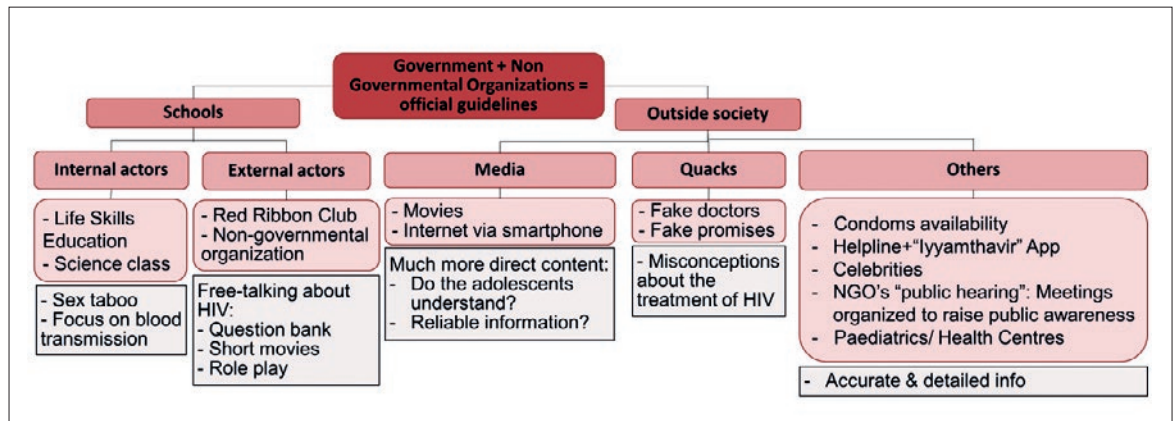 Government + Non
Governmental Organizations =
official guidelines
Schools
Outside society
Internal actors
External actors
Media
Quacks
Others
- Life Skills
Education
- Science class
- Sex taboo
- Focus on blood
transmission
- Red Ribbon Club
- Non-governmental
organization
Free-talking about
HIV:
- Question bank
- Short movies
- Role play
- Movies
- Internet via smartphone
Much more direct content:
- Do the adolescents
understand?
- Reliable information?
- Fake doctors
- Fake promises
- Misconceptions
about the
treatment of HIV
- Condoms availability
- Helpline+“Iyyamthavir” App
- Celebrities
- NGO’s “public hearing”: Meetings
organized to raise public awareness
- Paediatrics/ Health Centres
- Accurate & detailed info